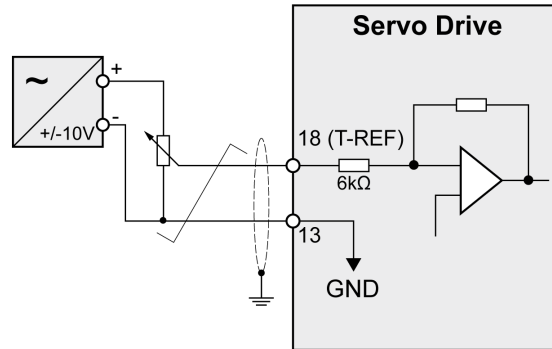 Servo Drive
~
+
-
+/-10V
18 (T-REF)
6kΩ
13
GND